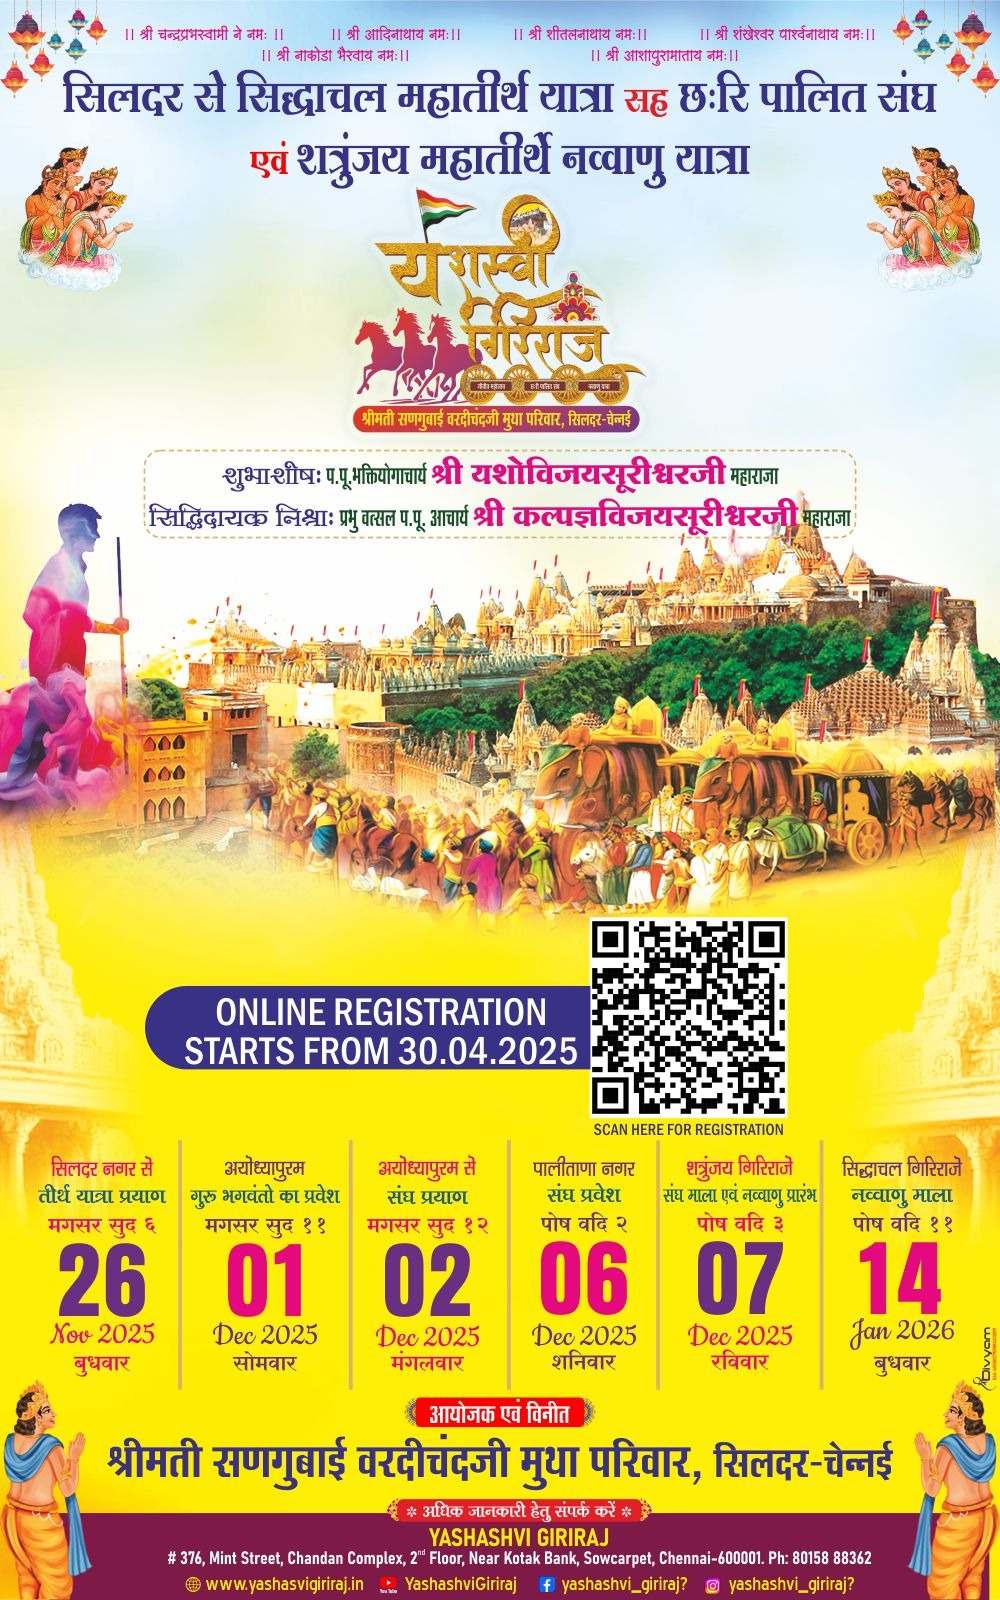 ।। श्री चन्द्रप्रभस्वामी ने नमः ।। ।। श्री आदिनाथाय नमः।। ।। श्री शीतलनाथाय नमः।। ।। श्री शंखेश्वर पार्श्वनाथाय नमः।।
।। श्री नाकोडा भैरवाय नमः।। ।। श्री आशापुरामाताय नमः।।
सिलदर से सिद्धाचल महातीर्थ यात्रा सह छःरि पालित संघ
एवं शत्रुंजय महातीर्थे नव्वाणु यात्रा
यशस्वी
गिरिराज
छःरी पालित संघ नव्वाणु यात्रा
श्रीमती सणगुबाई वरदीचंदजी मुथा परिवार, सिलदर-चेन्नई
शुभाशीषः प.पू.भक्तियोगाचार्य श्री यशोविजयसूरीश्वरजी महाराजा
सिद्धिदायक निश्राः प्रभु वत्सल प.पू. आचार्य श्री कल्पज्ञविजयसूरीश्वरजी महाराजा
ONLINE REGISTRATION
STARTS FROM 30.04.2025
SCAN HERE FOR REGISTRATION
सिलदर नगर से
तीर्थ यात्रा प्रयाण
मगसर सुद ६
26
Nov 2025
बुधवार
अयोध्यापुरम
गुरू भगवंतो का प्रवेश
मगसर सुद ११
01
Dec 2025
सोमवार
अयोध्यापुरम से
संघ प्रयाण
मगसर सुद १२
02
Dec 2025
मंगलवार
पालीताणा नगर
संघ प्रवेश
पोष वदि २
06
Dec 2025
शनिवार
शत्रुंजय गिरिराजे
संघ माला एवं नव्वाणु प्रारंभ
पोष वदि ३
07
Dec 2025
रविवार
सिद्धाचल गिरिराजे
नव्वाणु माला
पोष वदि ११
14
Jan 2026
बुधवार
Divyam
आयोजक एवं विनीत
श्रीमती सणगुबाई वरदीचंदजी मुथा परिवार, सिलदर-चेन्नई
* अधिक जानकारी हेतु संपर्क करें *
YASHASHVI GIRIRAJ
# 376, Mint Street, Chandan Complex, 2nd Floor, Near Kotak Bank, Sowcarpet, Chennai-600001. Ph: 80158 88362
www.yashasvigiriraj.in YashashviGiriraj yashashvi_giriraj? yashashvi_giriraj?